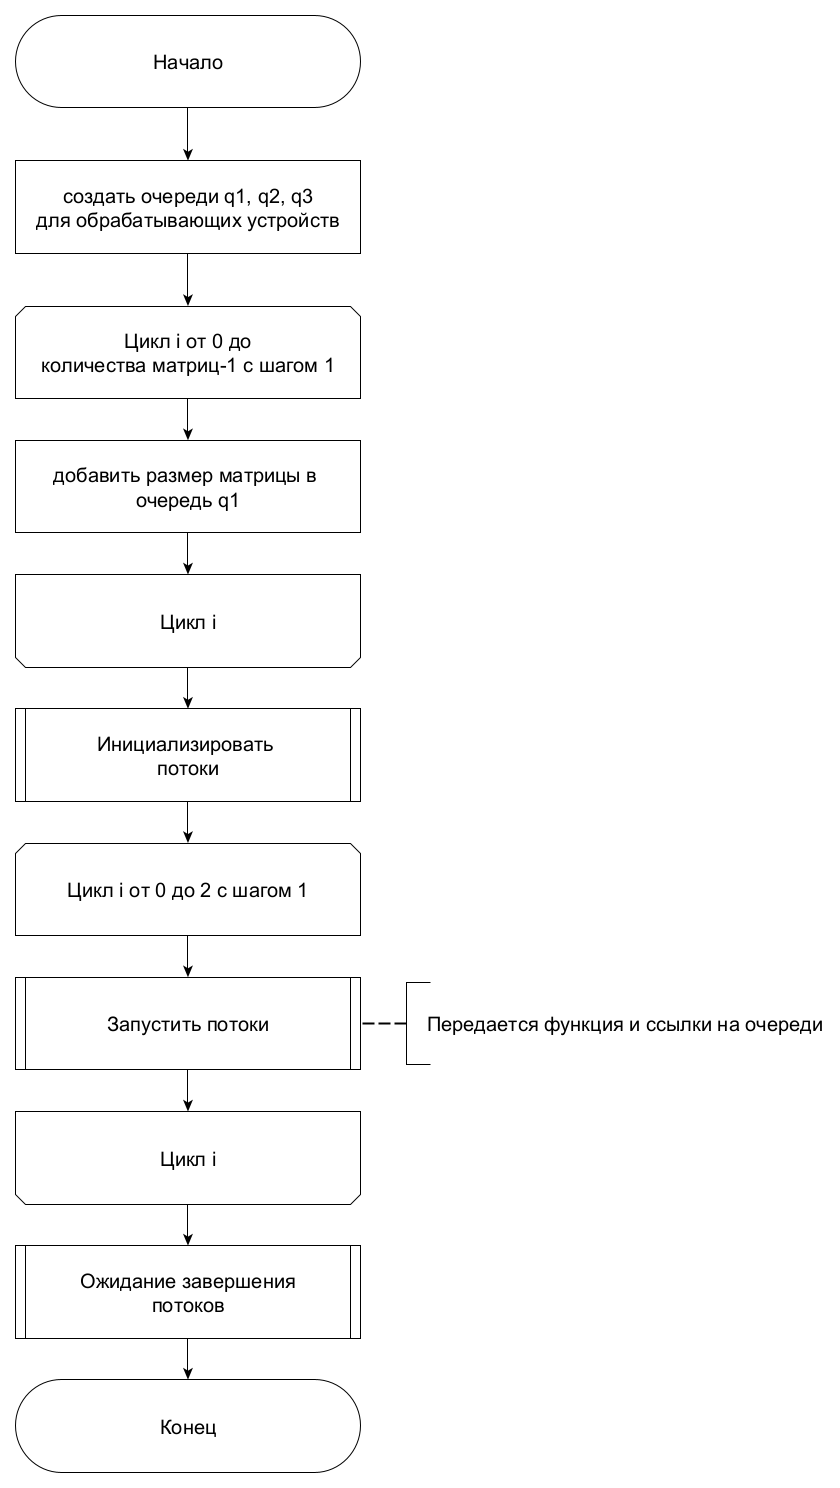 Начало
создать очереди q1, q2, q3
для обрабатывающих устройств
Цикл i от 0 до
количества матриц-1 с шагом 1
добавить размер матрицы в
очередь q1
Цикл i
Инициализировать
потоки
Цикл i от 0 до 2 с шагом 1
Запустить потоки
Передается функция и ссылки на очереди
Цикл i
Ожидание завершения
потоков
Конец